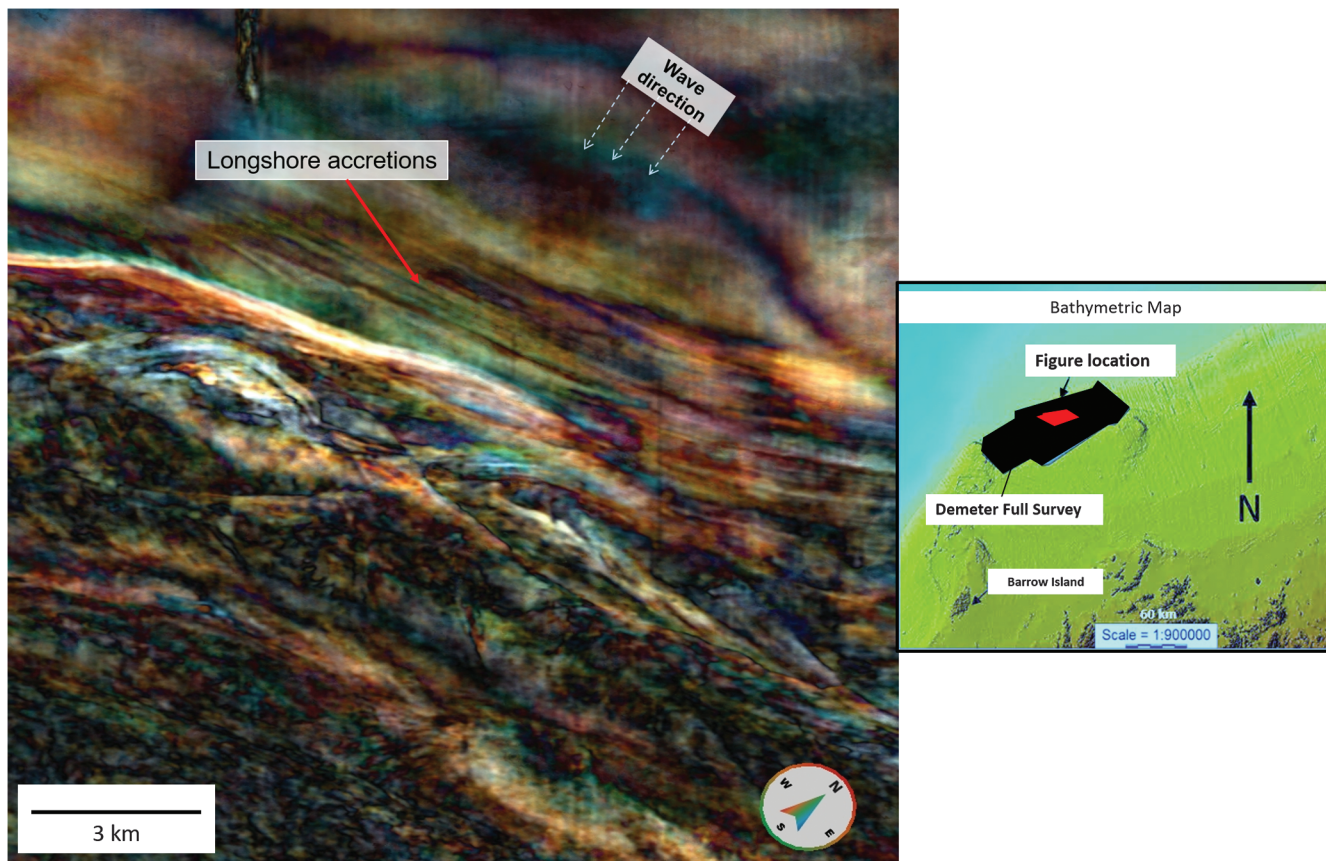 Wave
direction
Longshore accretions
3 km
N
W
S
E
Bathymetric Map
Figure location
Demeter Full Survey
N
Barrow Island
60 km
Scale = 1:900000